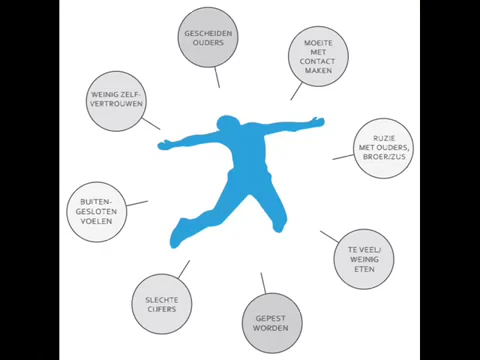 GESCHEIDEN
OUDERS
MOEITE
MET
CONTACT
MAKEN
RUZIE
MET OUDERS,
BROER/ZUS
TE VEEL/
WEINIG
ETEN
GEPEST
WORDEN
SLECHTE
CIJFERS
BUITEN-
GESLOTEN
VOELEN
WEINIG ZELF-
VERTROUWEN